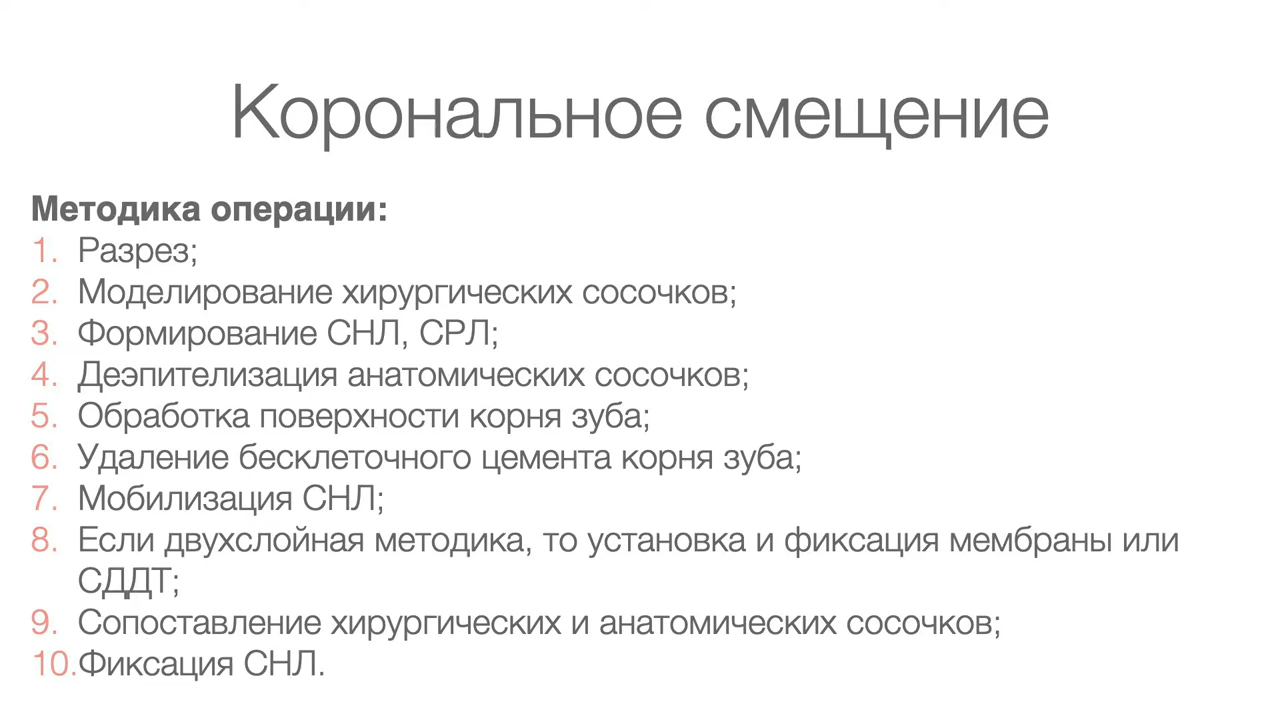 Корональное смещение
Методика операции:
1. Разрез;
2. Моделирование хирургических сосочков;
3. Формирование СНЛ, СРЛ;
4. Деэпителизация анатомических сосочков;
5. Обработка поверхности корня зуба;
6. Удаление бесклеточного цемента корня зуба;
7. Мобилизация СНЛ;
8. Если двухслойная методика, то установка и фиксация мембраны или
СДДТ;
9. Сопоставление хирургических и анатомических сосочков;
10.Фиксация СНЛ.